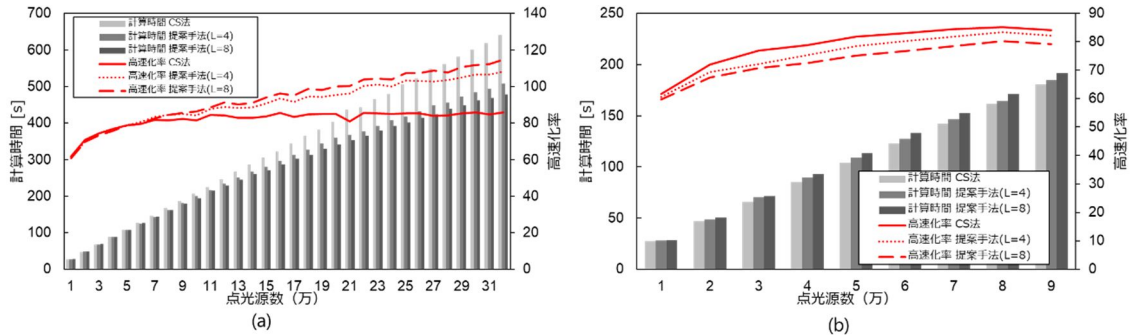 計算時間 [s]
700
600
500
400
300
200
100
0
計算時間 CS法
計算時間 提案手法(L=4)
計算時間 提案手法(L=8)
高速化率 CS法
高速化率 提案手法(L=4)
高速化率 提案手法(L=8)
140
120
100
80
60
40
20
0
高速化率
1 3 5 7 9 11 13 15 17 19 21 23 25 27 29 31
点光源数（万）
(a)
計算時間 [s]
250
200
150
100
50
0
計算時間 CS法
計算時間 提案手法(L=4)
計算時間 提案手法(L=8)
高速化率 CS法
高速化率 提案手法(L=4)
高速化率 提案手法(L=8)
90
80
70
60
50
40
30
20
10
0
高速化率
1 2 3 4 5 6 7 8 9
点光源数（万）
(b)